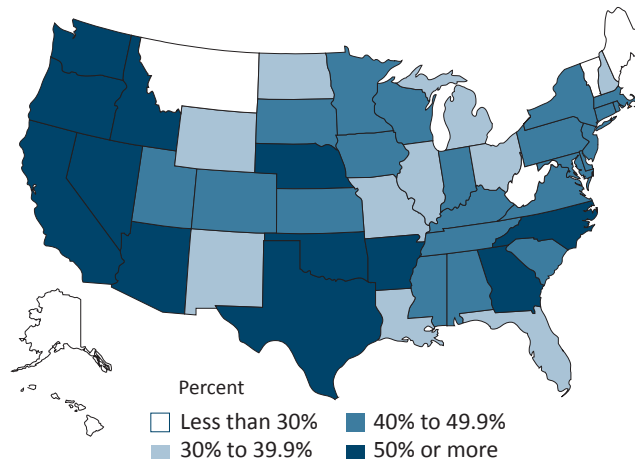 Percent
Less than 30% 40% to 49.9%
30% to 39.9% 50% or more